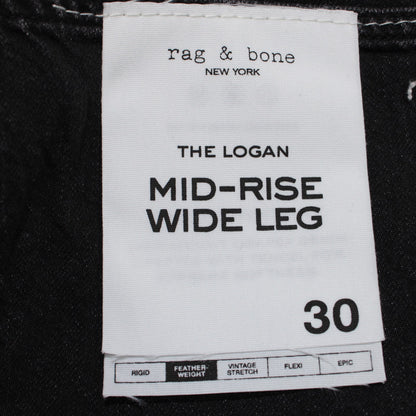 rag & bone
NEW YORK
THE LOGAN
MID-RISE
WIDE LEG
30
RIGID
FEATHER-
WEIGHT
VINTAGE
STRETCH
FLEXI
EPIC